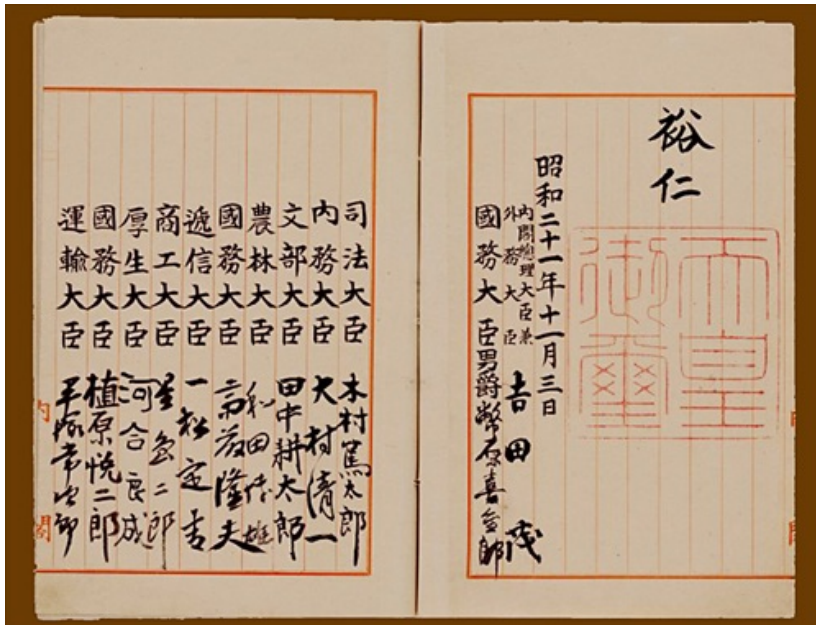 裕仁
天皇
御璽
昭和二十一年十一月三日
内閣總理大臣兼
外務大臣 吉田茂
國務大臣 男爵幣原喜重郎
司法大臣 木村篤太郎
内務大臣 大村清一
文部大臣 田中耕太郎
農林大臣 和田博雄
國務大臣 斎藤隆夫
遞信大臣 一松定吉
商工大臣 星島二郎
厚生大臣 河合良成
國務大臣 植原悦二郎
運輸大臣 平塚常次郎
内閣